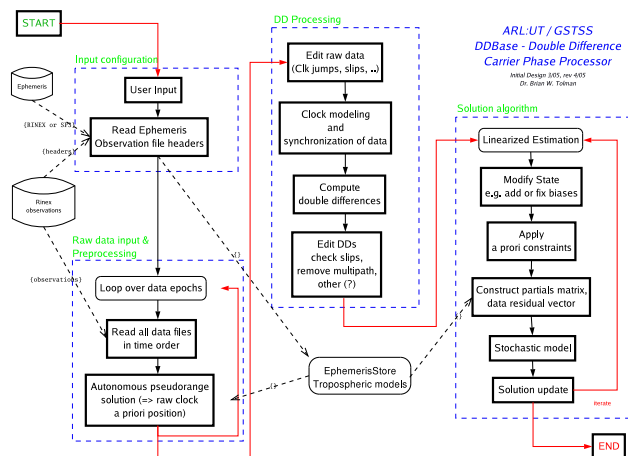 START
Input configuration
Ephemeris
User Input
{RINEX or SP3}
Read Ephemeris
Observation file headers
{headers}
Rinex
observations
Raw data input &
Preprocessing
{observations}
Loop over data epochs
Read all data files
in time order
Autonomous pseudorange
solution (=> raw clock
a priori position)
DD Processing
Edit raw data
(Clk jumps, slips, ..)
Clock modeling
and
synchronization of data
Compute
double differences
Edit DDs
check slips,
remove multipath,
other (?)
{}
EphemerisStore
Tropospheric models
{}
ARL:UT / GSTSS
DDBase - Double Difference
Carrier Phase Processor
Initial Design 3/05, rev 4/05
Dr. Brian W. Tolman
Solution algorithm
Linearized Estimation
Modify State
e.g. add or fix biases
Apply
a priori constraints
Construct partials matrix,
data residual vector
{}
Stochastic model
Solution update
iterate
END